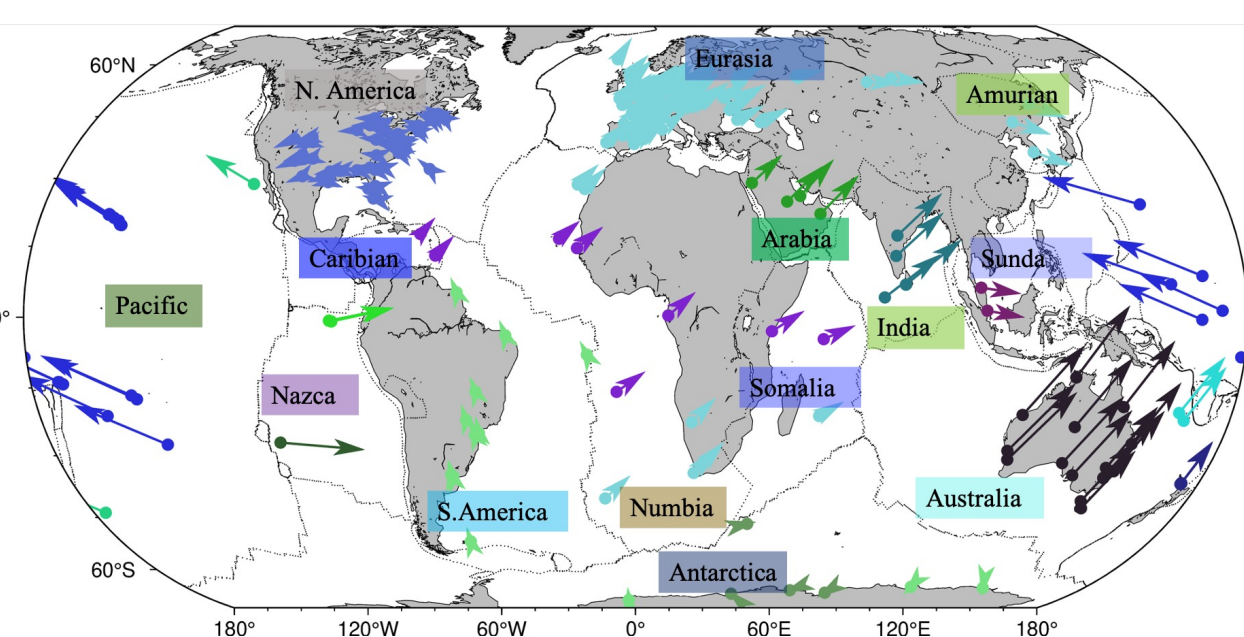 60°N
Eurasia
N. America
Amurian
Caribian
Arabia
Sunda
Pacific
0°
India
Nazca
Somalia
S.America
Numbia
Australia
60°S
Antarctica
180° 120°W 60°W 0° 60°E 120°E 180°